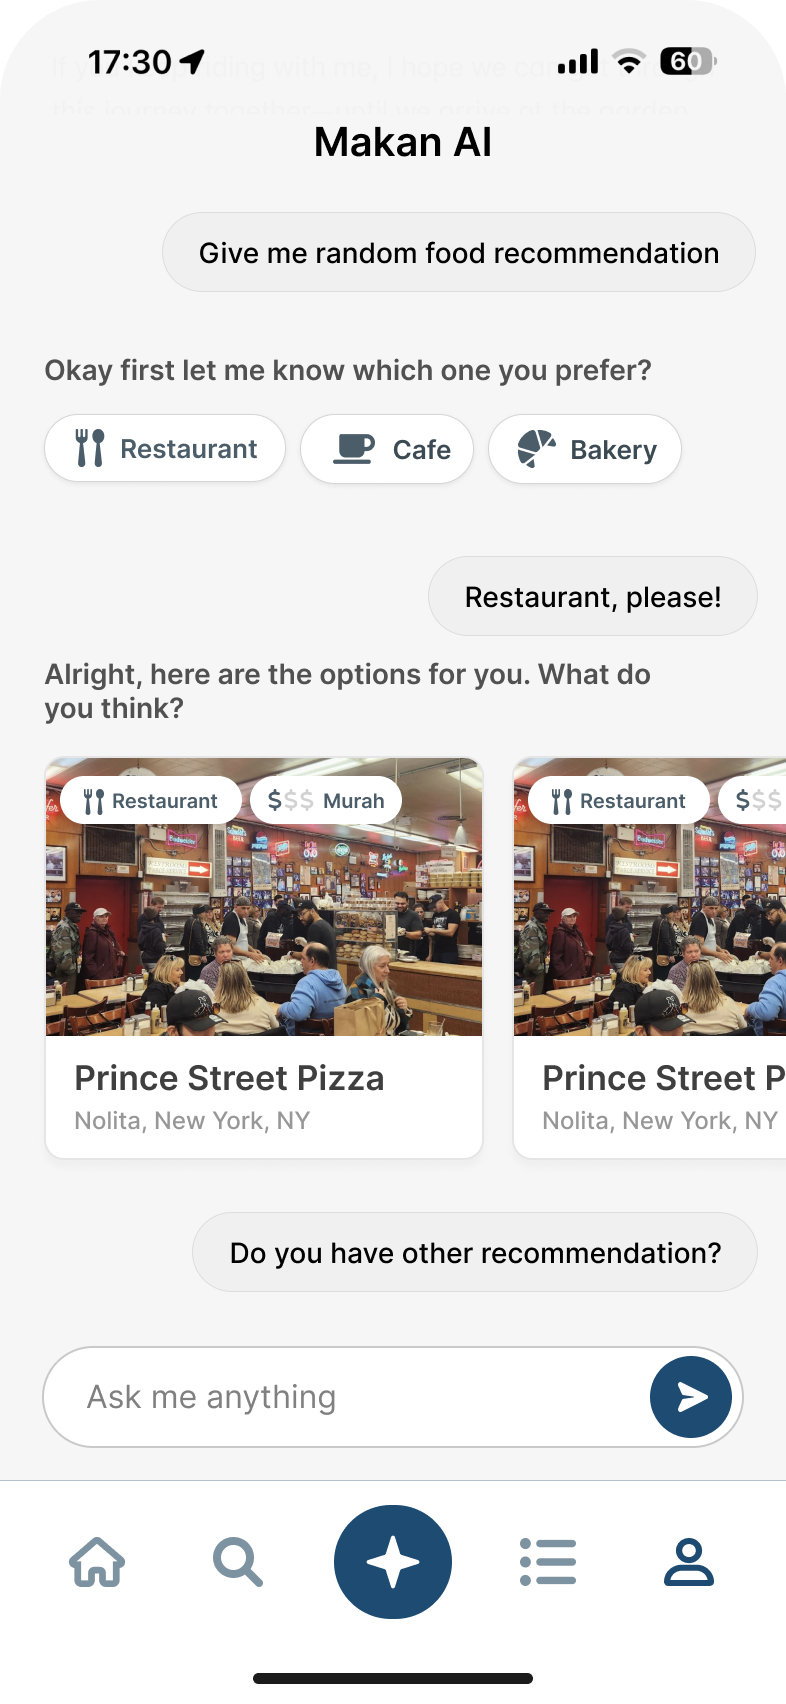 17:30
60
Makan AI
Give me random food recommendation
Okay first let me know which one you prefer?
Restaurant
Cafe
Bakery
Restaurant, please!
Alright, here are the options for you. What do
you think?
Restaurant
$$$ Murah
Restaurant
$$$
Prince Street Pizza
Nolita, New York, NY
Prince Street P
Nolita, New York, NY
Do you have other recommendation?
Ask me anything